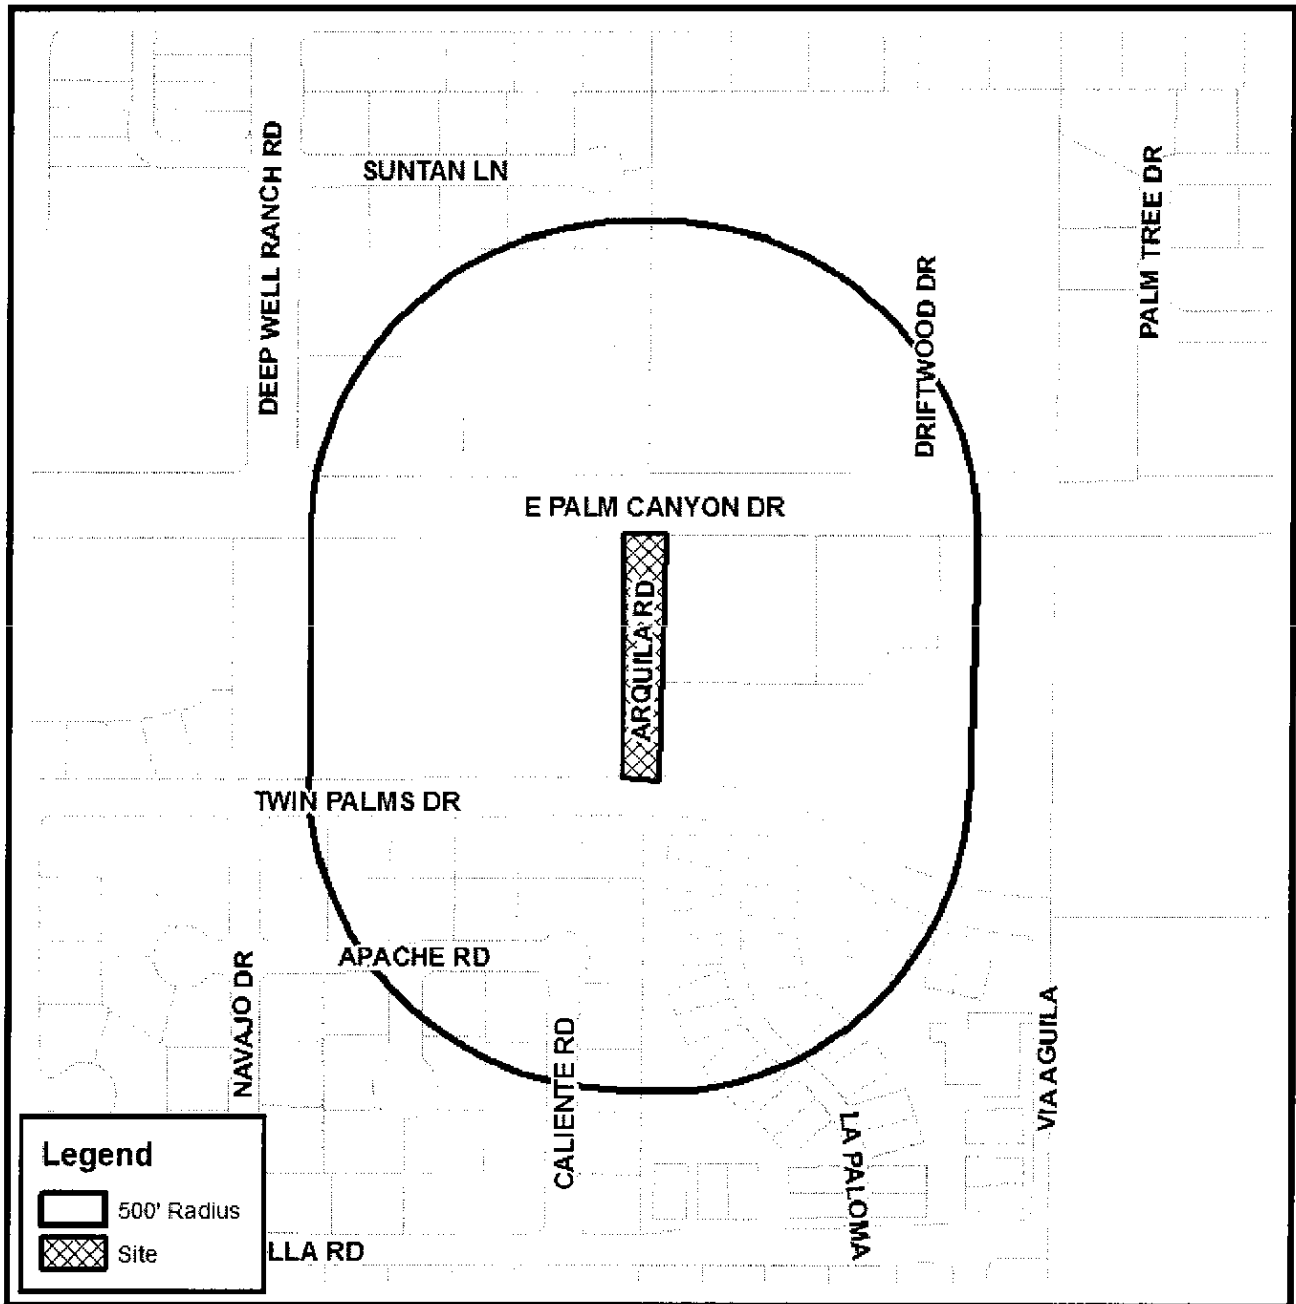 SUNTAN LN
DEEP WELL RANCH RD
PALM TREE DR
DRIFTWOOD DR
E PALM CANYON DR
ARQUILA RD
TWIN PALMS DR
APACHE RD
NAVAJO DR
CALIENTE RD
VIA AGUILA
LA PALOMA
LLA RD
Legend
500' Radius
Site